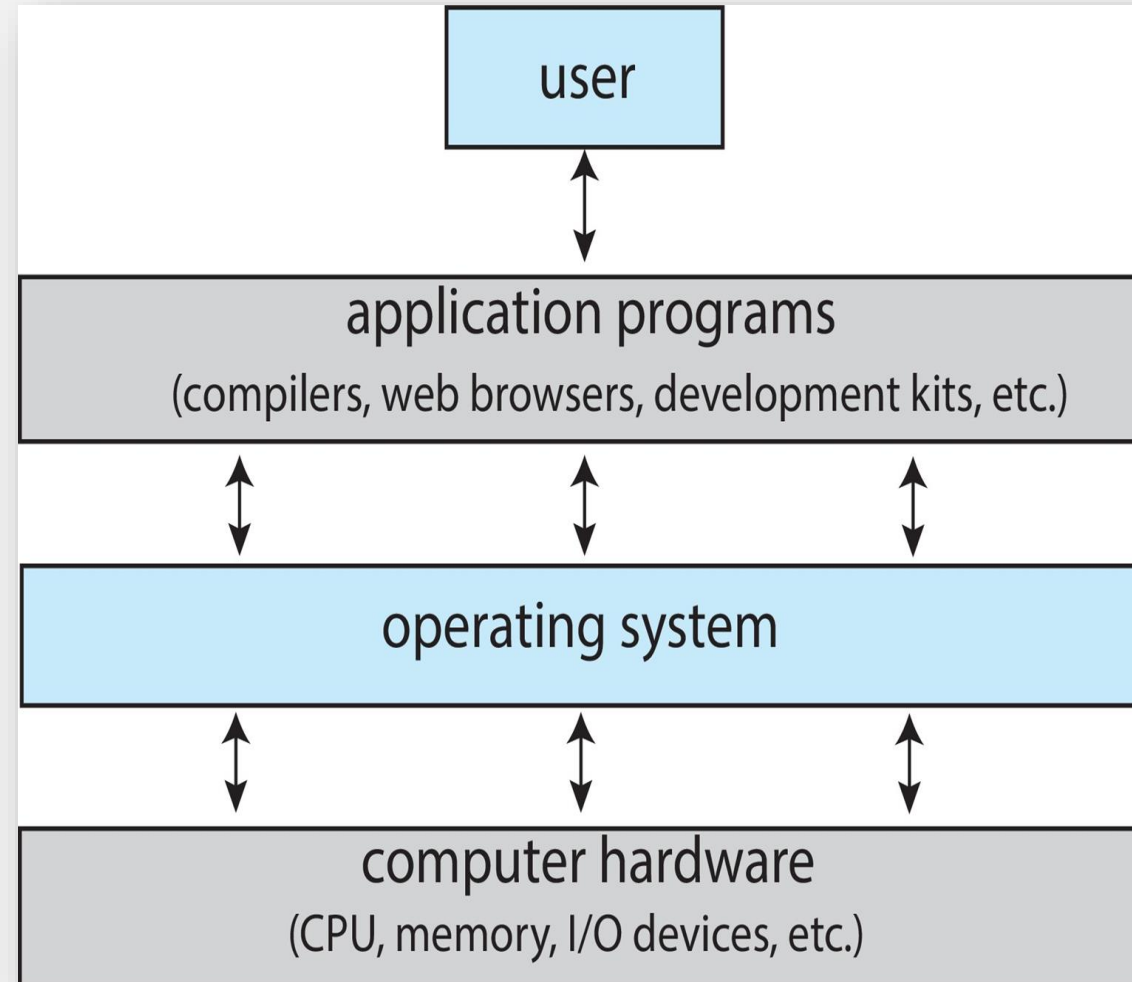 user
application programs
(compilers, web browsers, development kits, etc.)
operating system
computer hardware
(CPU, memory, I/O devices, etc.)